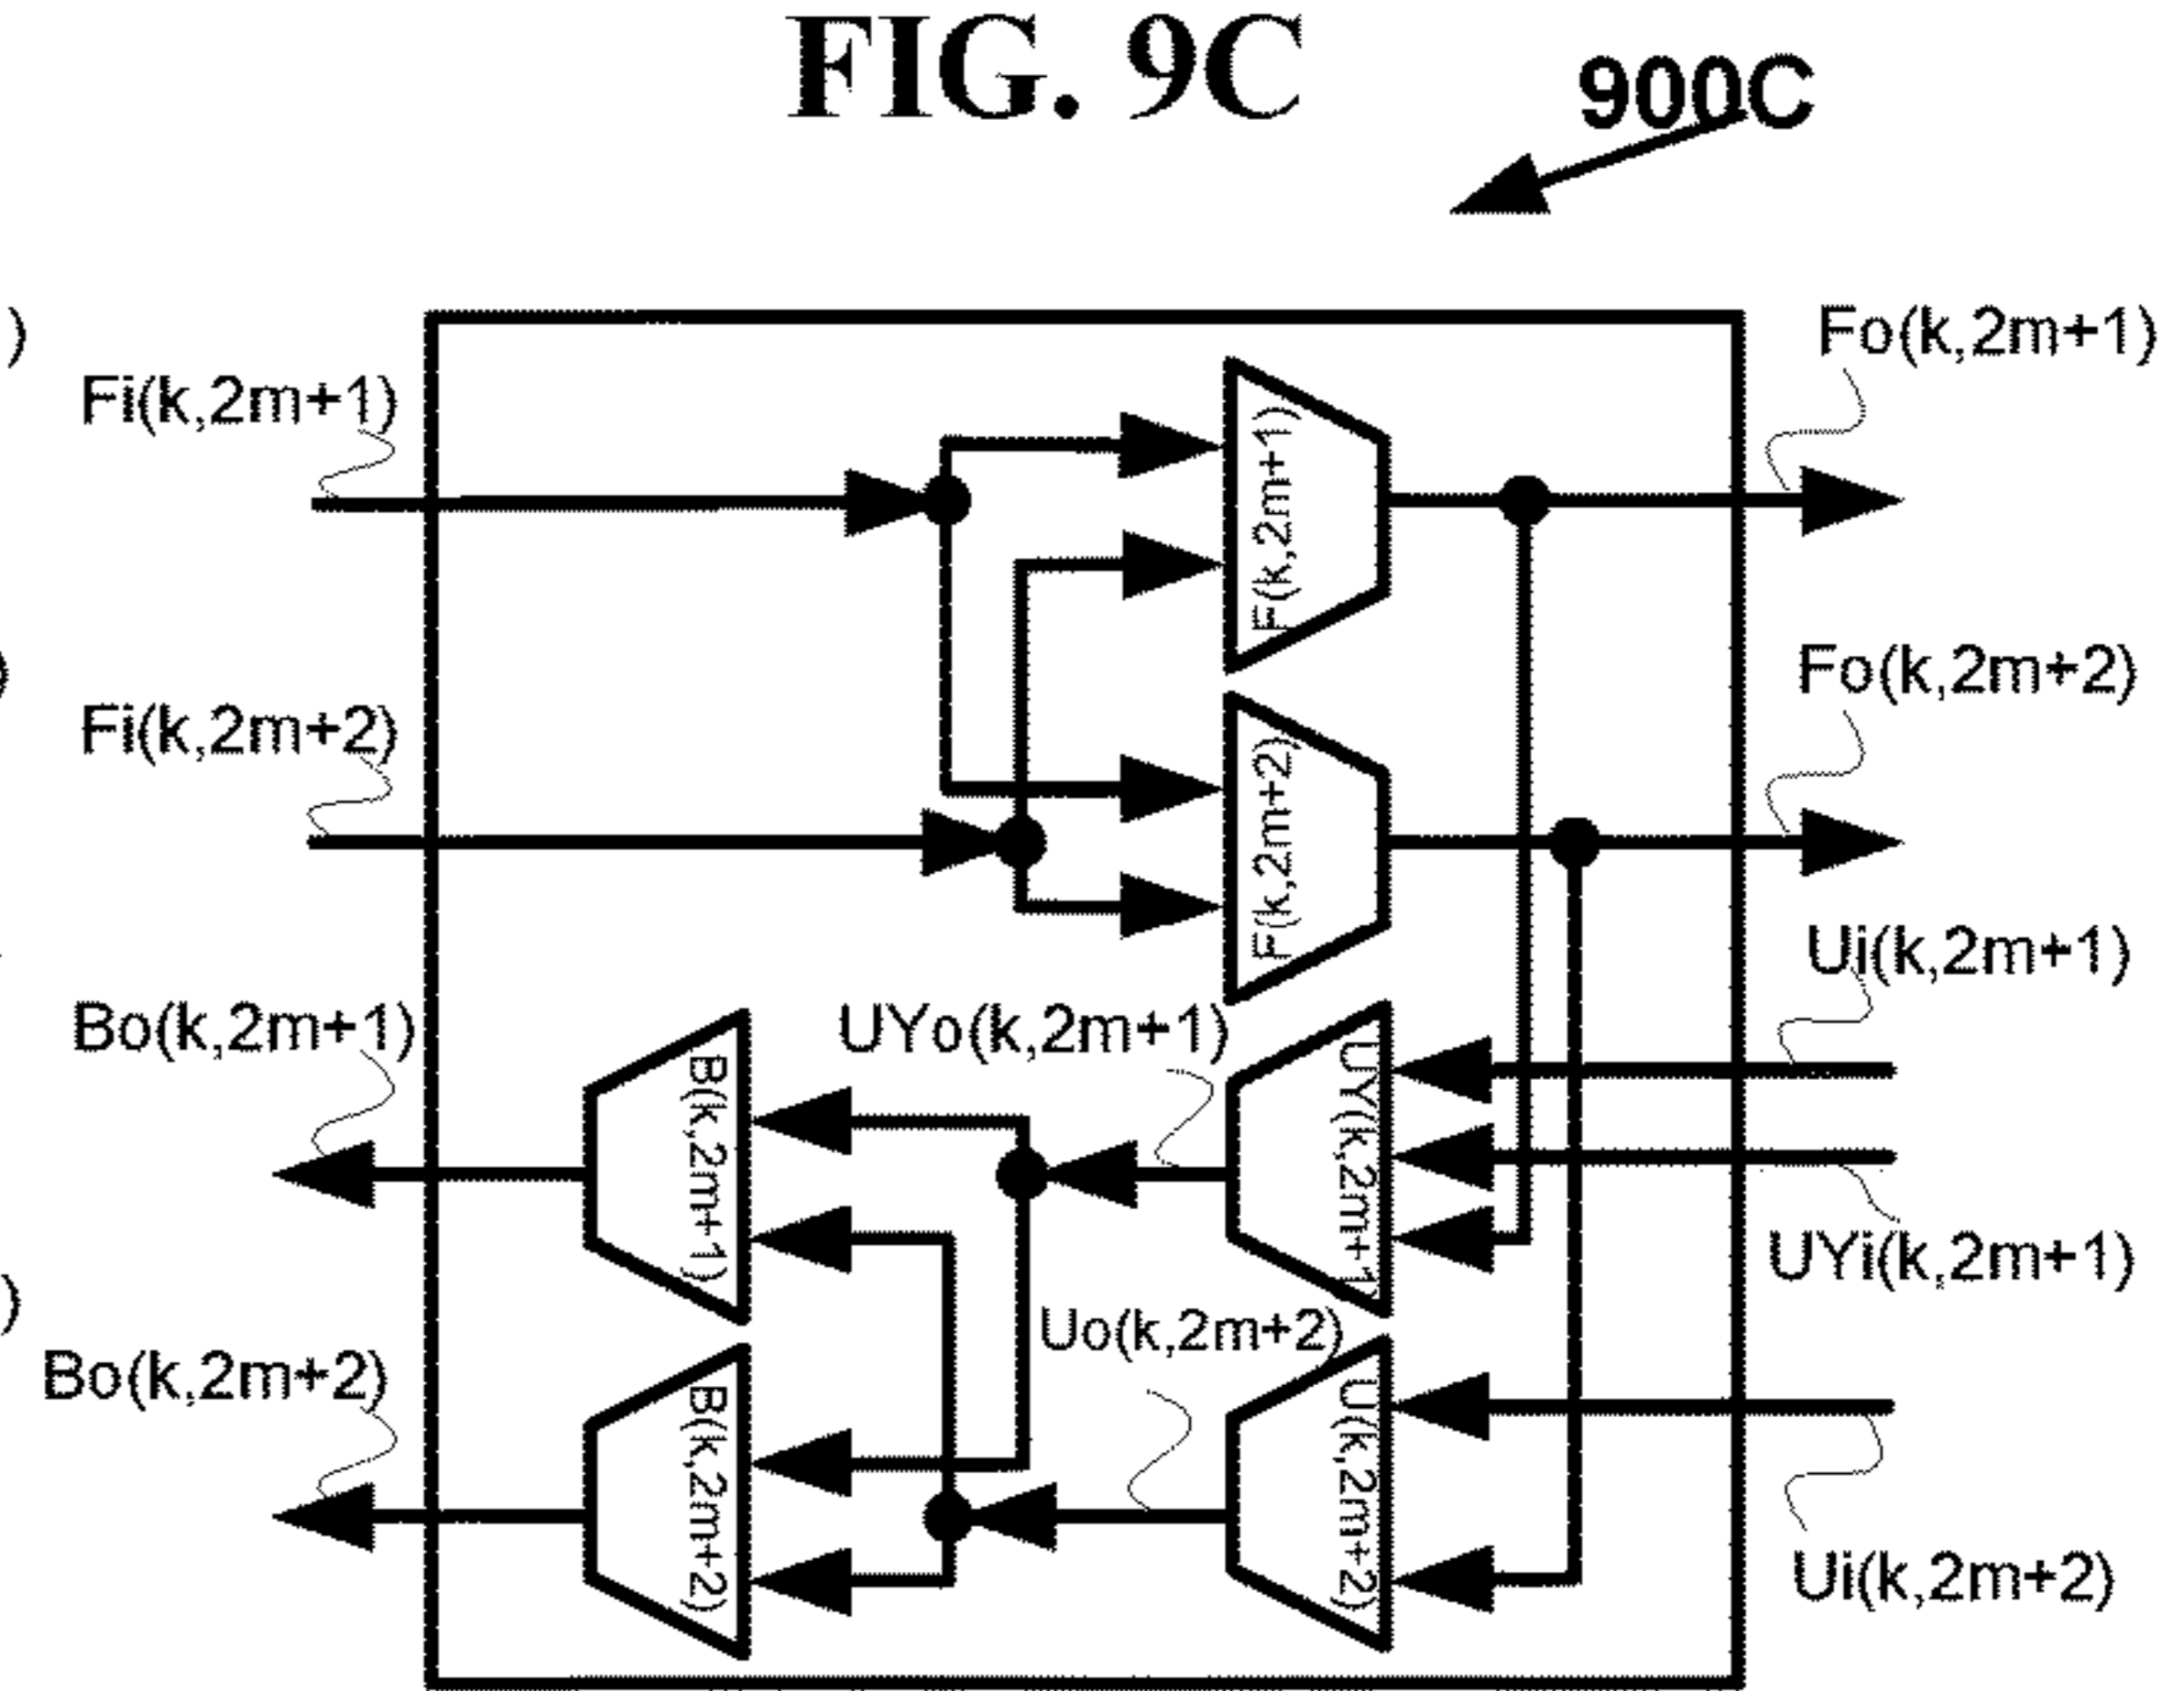 FIG. 9C
900C
)
Fi(k,2m+1)
Fo(k,2m+1)
F(k,2m+1)
)
Fi(k,2m+2)
Fo(k,2m+2)
F(k,2m+2)
Ui(k,2m+1)
Bo(k,2m+1)
B(k,2m+1)
UYo(k,2m+1)
UY(k,2m+1)
UYi(k,2m+1)
)
Bo(k,2m+2)
B(k,2m+2)
Uo(k,2m+2)
U(k,2m+2)
Ui(k,2m+2)